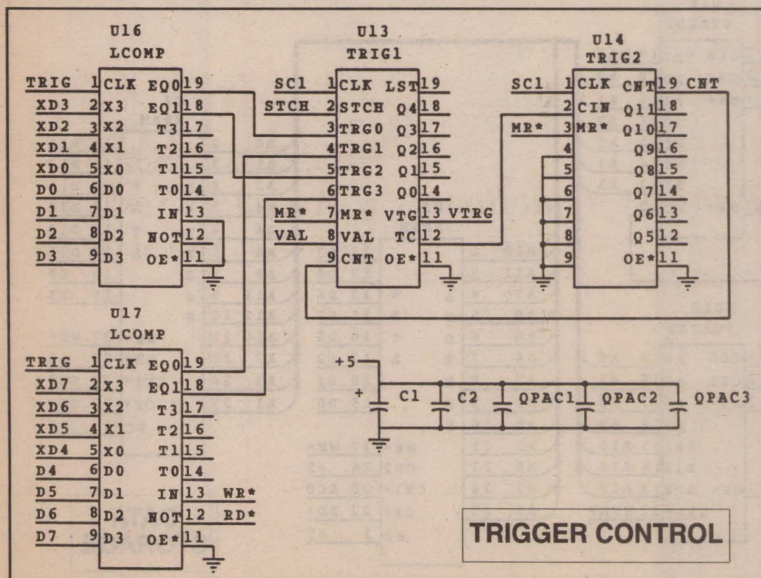 U16
LCOMP
TRIG 1 CLK EQ0 19
XD3 2 X3 EQ1 18
XD2 3 X2 T3 17
XD1 4 X1 T2 16
XD0 5 X0 T1 15
D0 6 D0 T0 14
D1 7 D1 IN 13
D2 8 D2 NOT 12
D3 9 D3 OE* 11
U13
TRIG1
SC1 1 CLK LST 19
STCH 2 STCH Q4 18
3 TRG0 Q3 17
4 TRG1 Q2 16
5 TRG2 Q1 15
6 TRG3 Q0 14
MR* 7 MR* VTG 13 VTRG
VAL 8 VAL TC 12
9 CNT OE* 11
U14
TRIG2
SC1 1 CLK CNT 19 CNT
2 CIN Q11 18
MR* 3 MR* Q10 17
4 Q9 16
5 Q8 15
6 Q7 14
7 Q6 13
8 Q5 12
9 OE* 11
U17
LCOMP
TRIG 1 CLK EQ0 19
XD7 2 X3 EQ1 18
XD6 3 X2 T3 17
XD5 4 X1 T2 16
XD4 5 X0 T1 15
D4 6 D0 T0 14
D5 7 D1 IN 13 WR*
D6 8 D2 NOT 12 RD*
D7 9 D3 OE* 11
+5
+ C1 C2 QPAC1 QPAC2 QPAC3
TRIGGER CONTROL